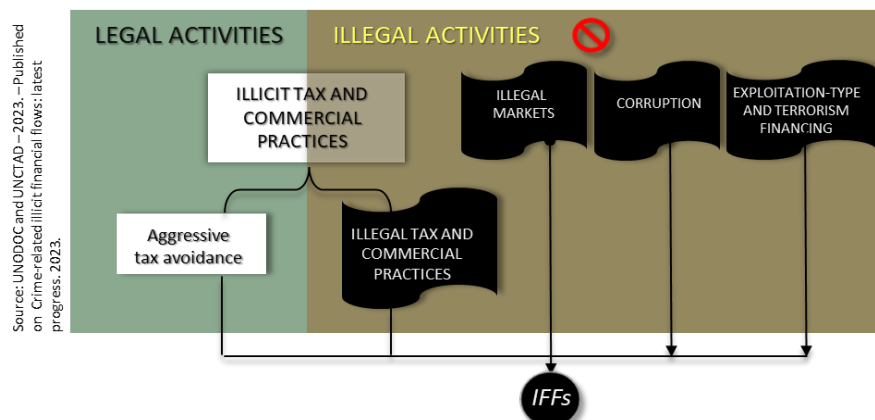 LEGAL ACTIVITIES
ILLEGAL ACTIVITIES
ILLICIT TAX AND
COMMERCIAL
PRACTICES
ILLEGAL
MARKETS
CORRUPTION
EXPLOITATION-TYPE
AND TERRORISM
FINANCING
Aggressive
tax avoidance
ILLEGAL TAX AND
COMMERCIAL
PRACTICES
IFFs
Source: UNODOC and UNCTAD – 2023. – Published
on Crime-related illicit financial flows: latest
progress. 2023.